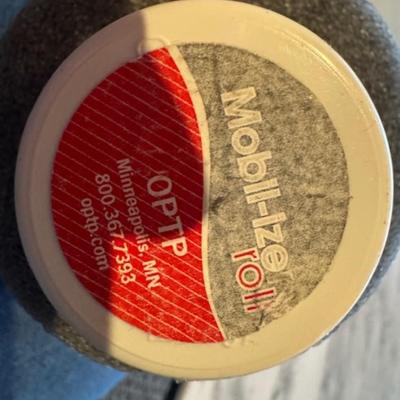 Mobil-ize
roll
OPTP
Minneapolis, MN
800.367.7393
optp.com